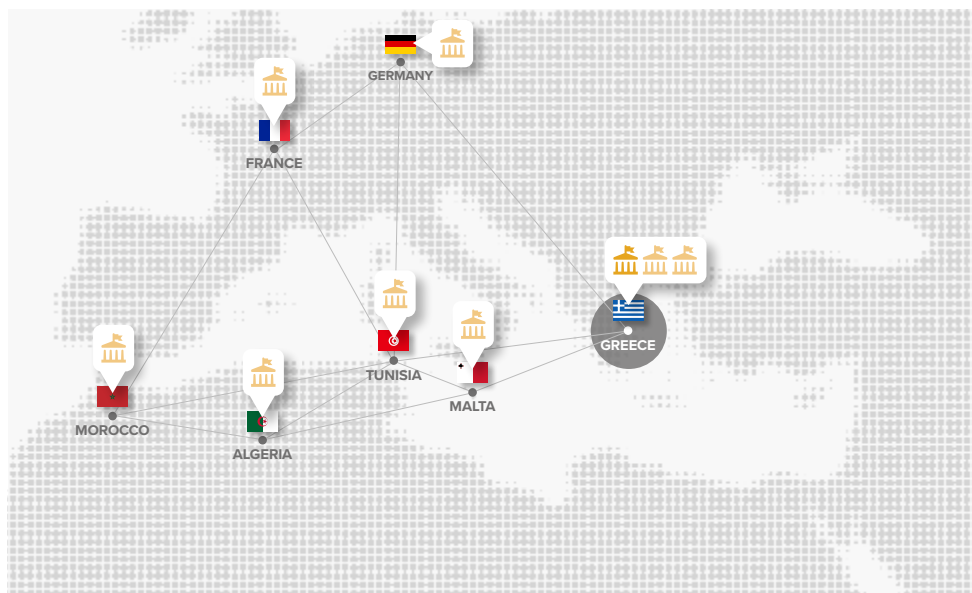 GERMANY
FRANCE
GREECE
TUNISIA
MALTA
MOROCCO
ALGERIA